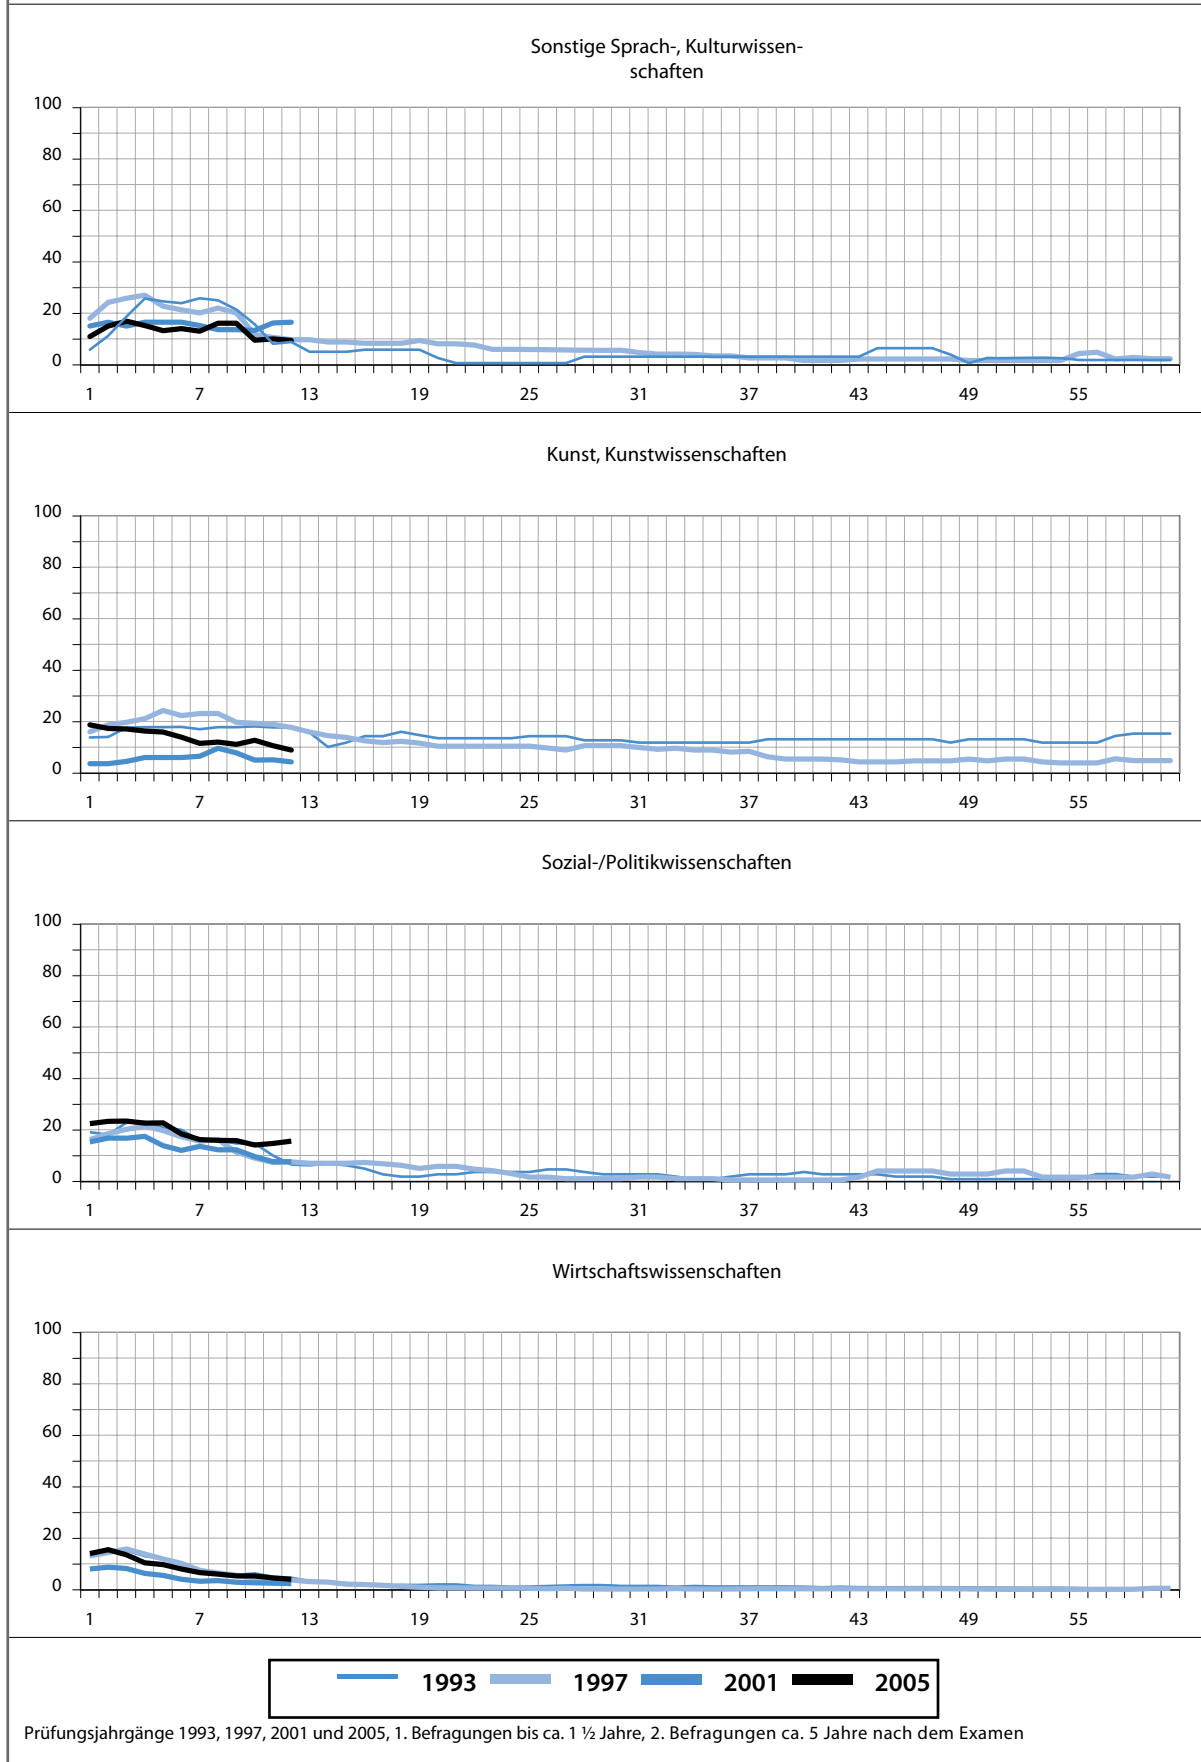 Sonstige Sprach-, Kulturwissen-
schaften
100
80
60
40
20
0
1 7 13 19 25 31 37 43 49 55
Kunst, Kunstwissenschaften
100
80
60
40
20
0
1 7 13 19 25 31 37 43 49 55
Sozial-/Politikwissenschaften
100
80
60
40
20
0
1 7 13 19 25 31 37 43 49 55
Wirtschaftswissenschaften
100
80
60
40
20
0
1 7 13 19 25 31 37 43 49 55
1993 1997 2001 2005
Prüfungsjahrgänge 1993, 1997, 2001 und 2005, 1. Befragungen bis ca. 1 ½ Jahre, 2. Befragungen ca. 5 Jahre nach dem Examen